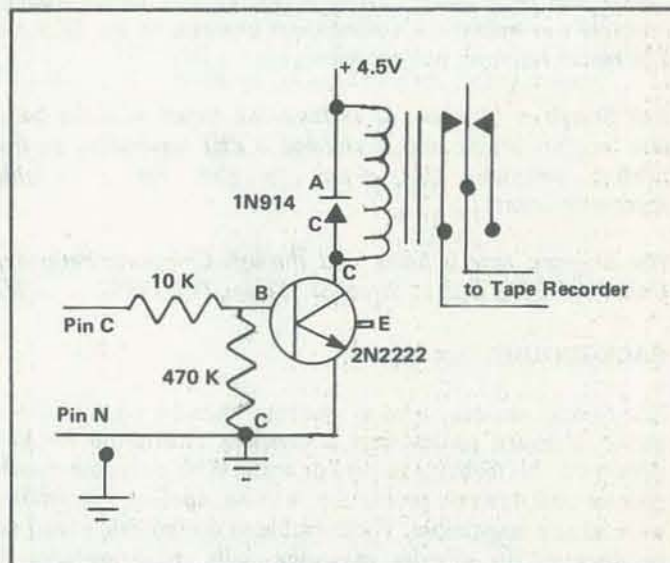 + 4.5V
A
1N914
C
C
10 K
B
E
to Tape Recorder
Pin C
2N2222
470 K
Pin N
C